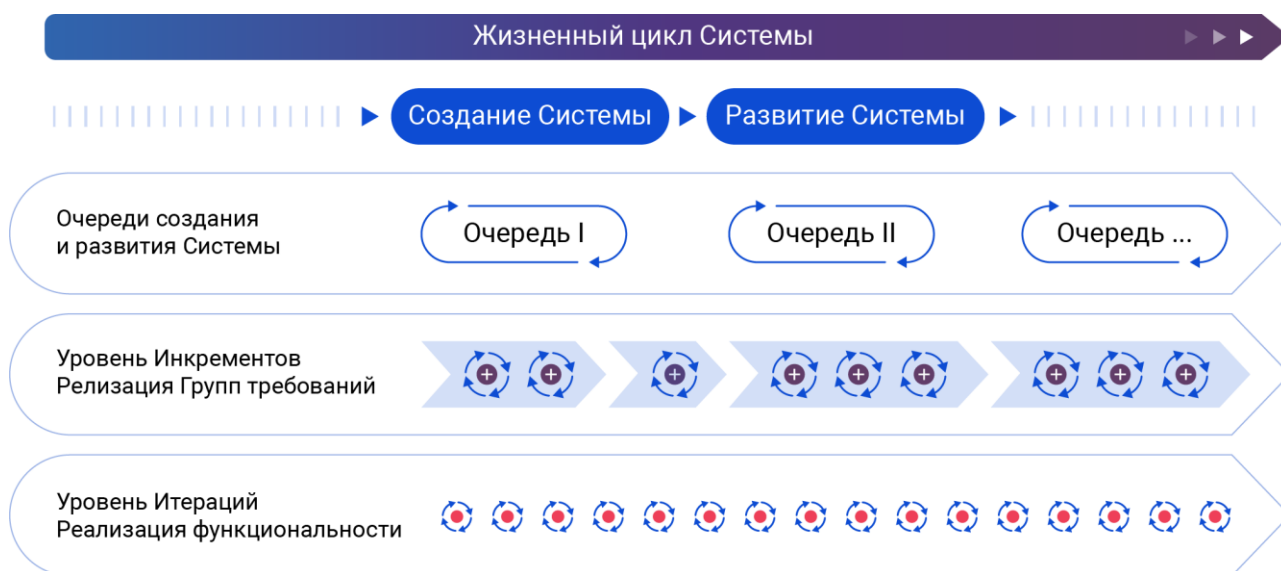 Жизненный цикл Системы
Создание Системы
Развитие Системы
Очереди создания
и развития Системы
Очередь I
Очередь II
Очередь ...
Уровень Инкрементов
Релизация Групп требований
Уровень Итераций
Реализация функциональности